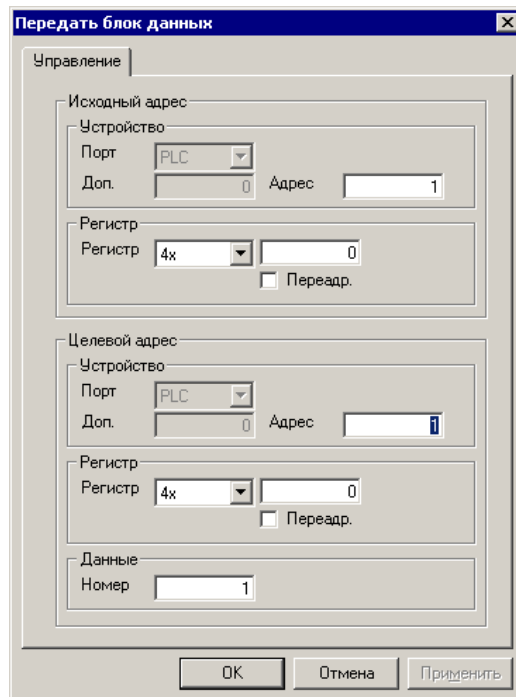 Передать блок данных
Управление
Исходный адрес
Устройство
Порт PLC
Доп. 0 Адрес 1
Регистр
Регистр 4x 0
Переадр.
Целевой адрес
Устройство
Порт PLC
Доп. 0 Адрес 1
Регистр
Регистр 4x 0
Переадр.
Данные
Номер 1
OK Отмена Применить